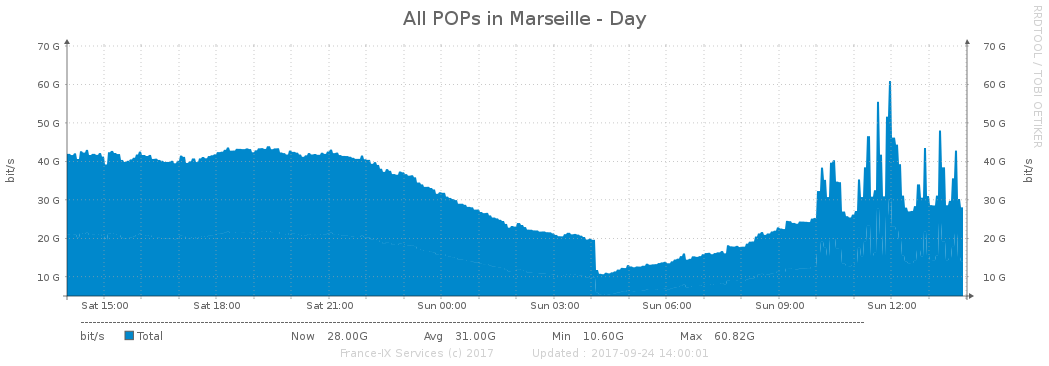 All POPs in Marseille - Day
RRDTOOL / TOBI OETIKER
70 G 70 G
60 G 60 G
50 G 50 G
40 G 40 G
30 G 30 G
20 G 20 G
10 G 10 G
bit/s
bit/s
Sat 15:00 Sat 18:00 Sat 21:00 Sun 00:00 Sun 03:00 Sun 06:00 Sun 09:00 Sun 12:00
bit/s Total Now 28.00G Avg 31.00G Min 10.60G Max 60.82G
France-IX Services (c) 2017 Updated : 2017-09-24 14:00:01